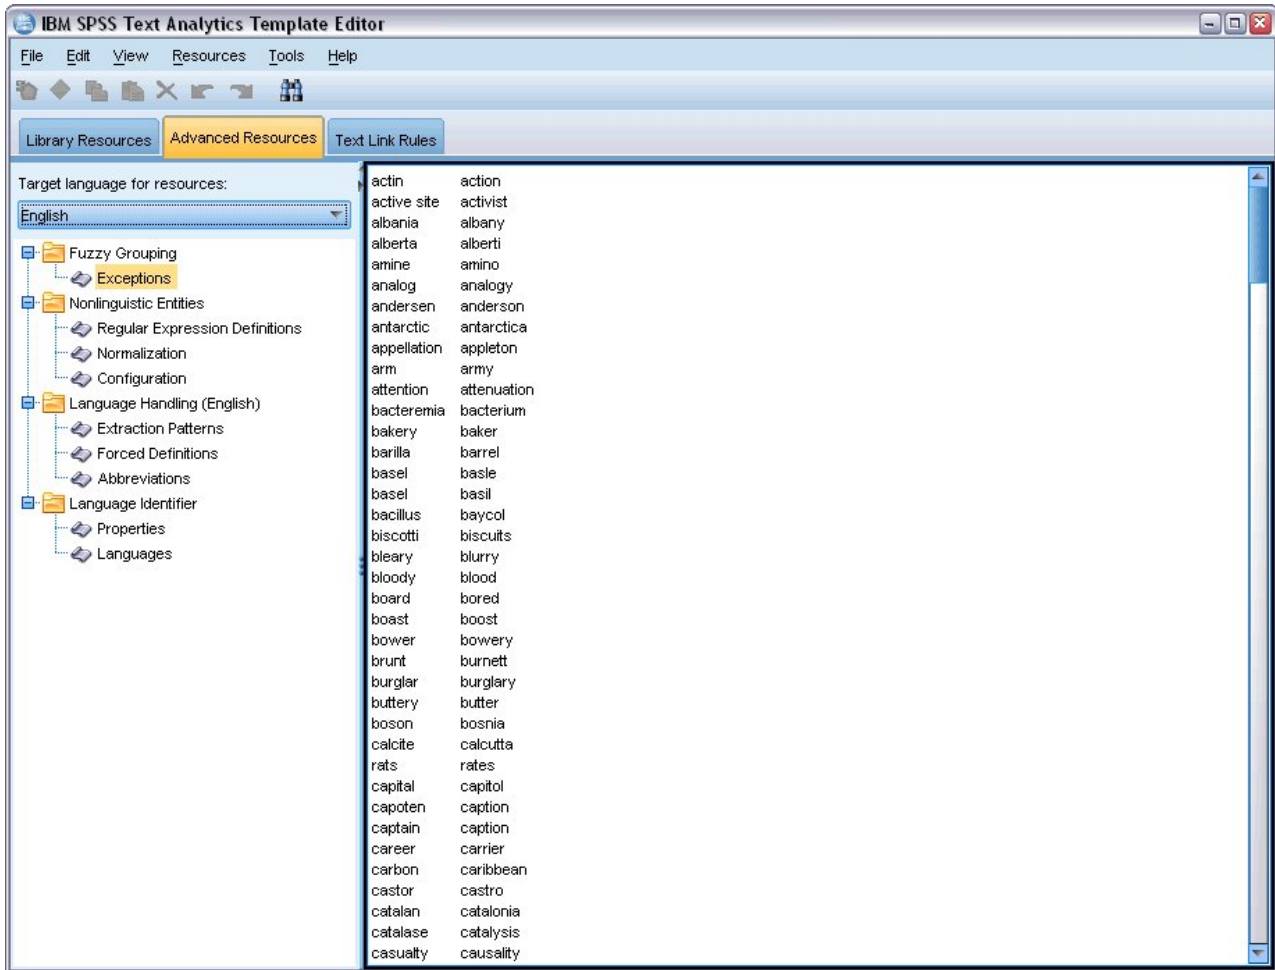 IBM SPSS Text Analytics Template Editor
File Edit View Resources Tools Help
Library Resources Advanced Resources Text Link Rules
Target language for resources:
English
Fuzzy Grouping
Exceptions
Nonlinguistic Entities
Regular Expression Definitions
Normalization
Configuration
Language Handling (English)
Extraction Patterns
Forced Definitions
Abbreviations
Language Identifier
Properties
Languages
actin action
active site activist
albania albany
alberta alberti
amine amino
analog analogy
andersen anderson
antarctic antarctica
appellation appleton
arm army
attention attenuation
bacteremia bacterium
bakery baker
barilla barrel
basel basle
basel basil
bacillus baycol
biscotti biscuits
bleary blurry
bloody blood
board bored
boast boost
bower bowery
brunt burnett
burglar burglary
buttery butter
boson bosnia
calcite calcutta
rats rates
capital capitol
capoten caption
captain caption
career carrier
carbon caribbean
castor castro
catalan catalonia
catalase catalysis
casualty causality